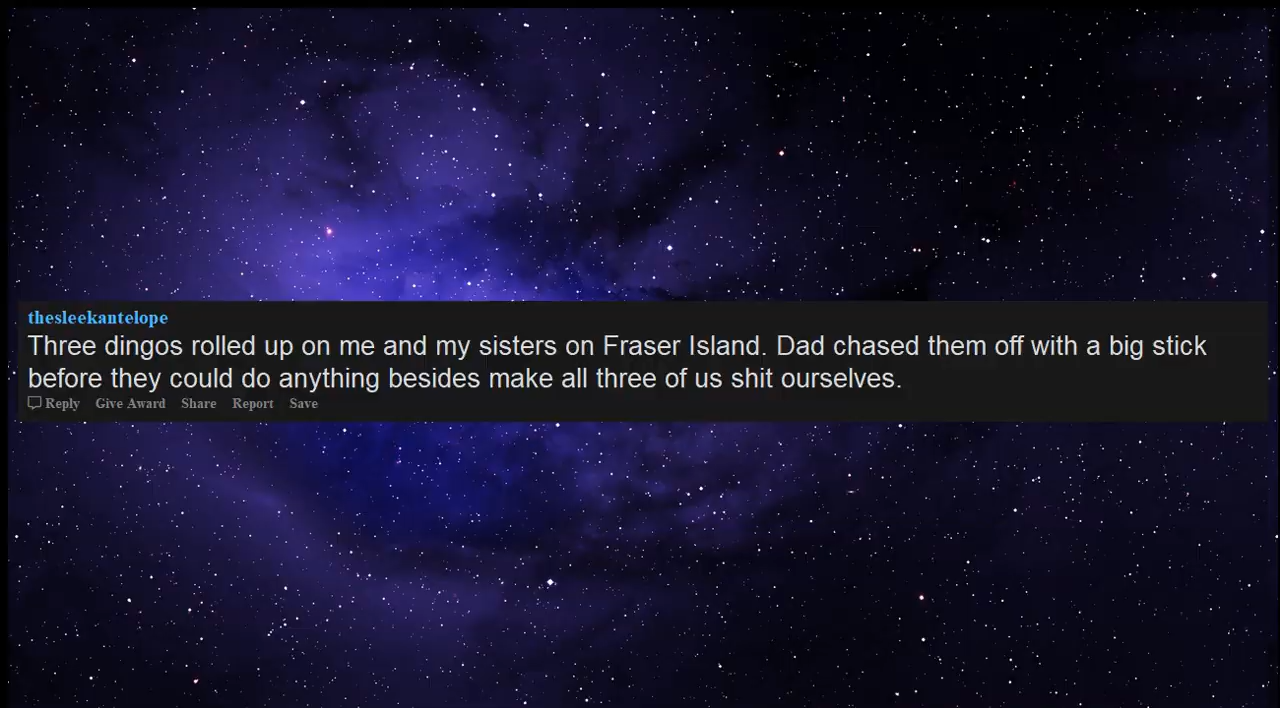 thesleekantelope
Three dingos rolled up on me and my sisters on Fraser Island. Dad chased them off with a big stick
before they could do anything besides make all three of us shit ourselves.
Reply Give Award Share Report Save